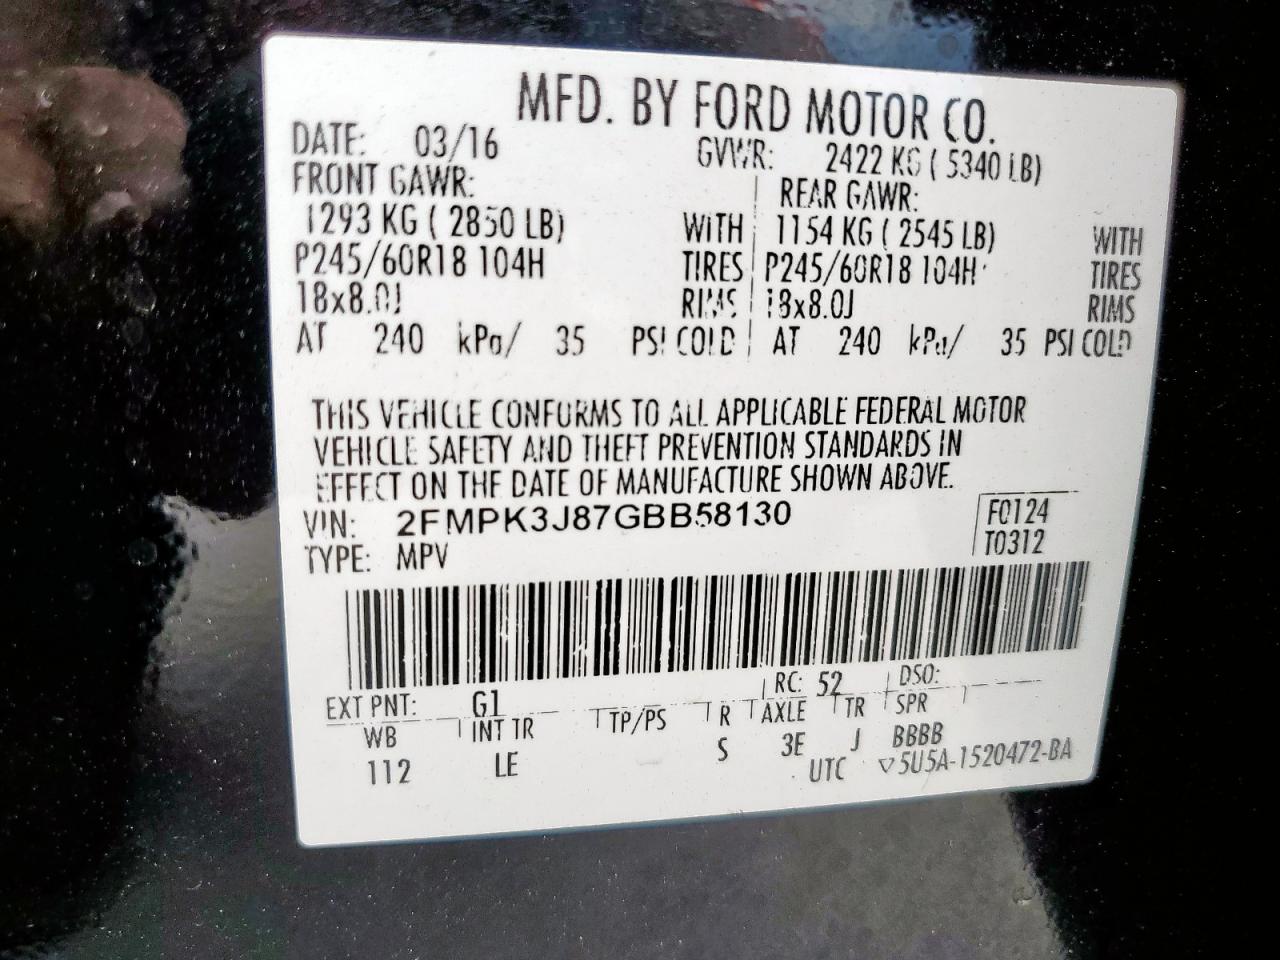 MFD. BY FORD MOTOR CO.
DATE: 03/16 GVWR: 2422 KG ( 5340 LB)
FRONT GAWR: REAR GAWR:
1293 KG ( 2850 LB) WITH 1154 KG ( 2545 LB) WITH
P245/60R18 104H TIRES P245/60R18 104H TIRES
18x8.0J RIMS 18x8.0J RIMS
AT 240 kPa/ 35 PSI COLD AT 240 kPa/ 35 PSI COLD
THIS VEHICLE CONFORMS TO ALL APPLICABLE FEDERAL MOTOR
VEHICLE SAFETY AND THEFT PREVENTION STANDARDS IN
EFFECT ON THE DATE OF MANUFACTURE SHOWN ABOVE.
VIN: 2FMPK3J87GBB58130 F0124
TYPE: MPV T0312
EXT PNT: G1 RC: 52 DSO:
WB INT TR TP/PS R AXLE TR SPR
112 LE S 3E J BBBB
UTC ▽5U5A-1520472-BA